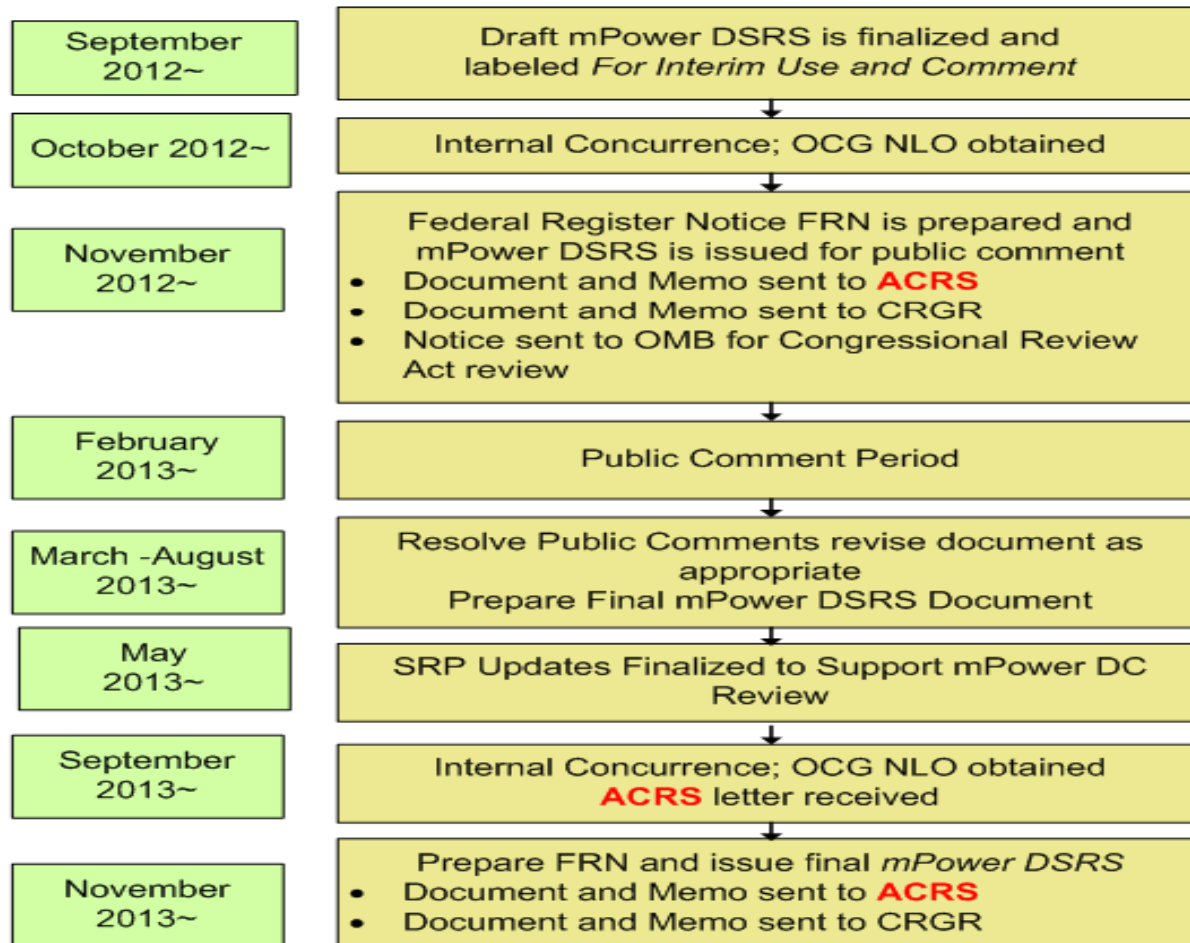 September
2012~
Draft mPower DSRS is finalized and
labeled For Interim Use and Comment
October 2012~
Internal Concurrence; OCG NLO obtained
November
2012~
Federal Register Notice FRN is prepared and
mPower DSRS is issued for public comment
• Document and Memo sent to ACRS
• Document and Memo sent to CRGR
• Notice sent to OMB for Congressional Review
Act review
February
2013~
Public Comment Period
March -August
2013~
Resolve Public Comments revise document as
appropriate
Prepare Final mPower DSRS Document
May
2013~
SRP Updates Finalized to Support mPower DC
Review
September
2013~
Internal Concurrence; OCG NLO obtained
ACRS letter received
November
2013~
Prepare FRN and issue final mPower DSRS
• Document and Memo sent to ACRS
• Document and Memo sent to CRGR